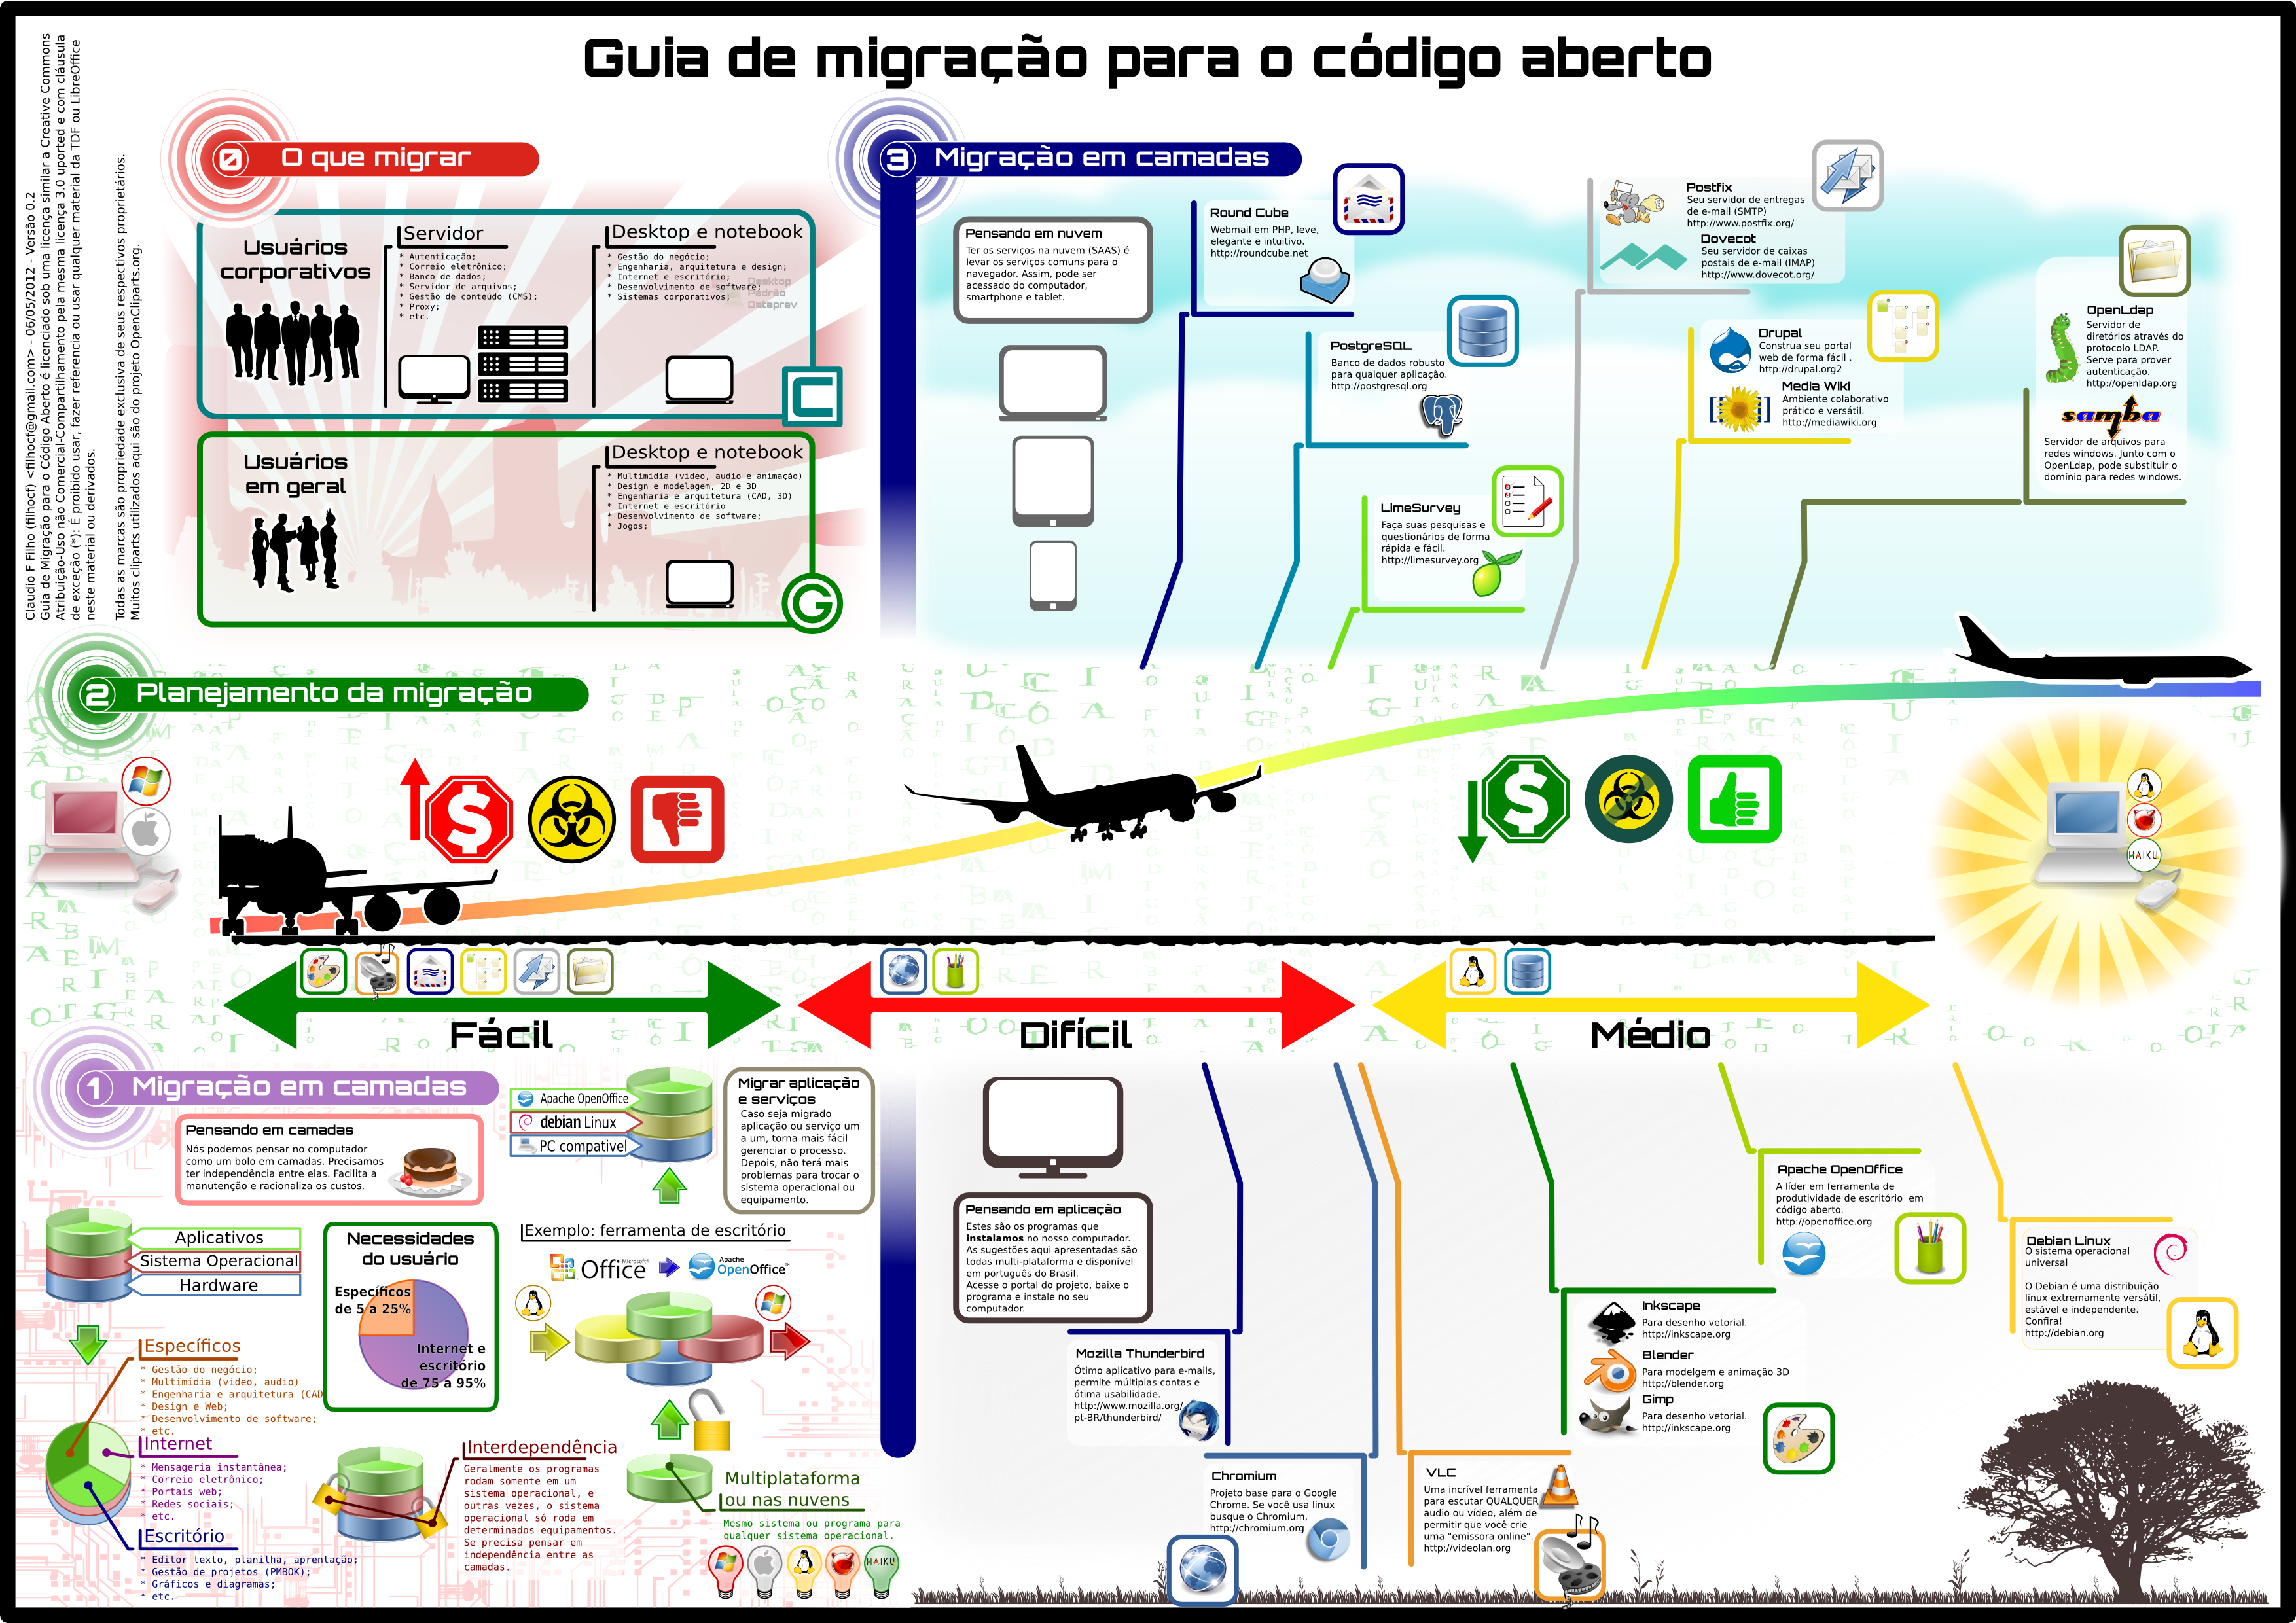 Guia de migração para o código aberto
Claudio F Filho (filhocf) <filhocf@gmail.com> - 06/05/2012 - Versão 0.2
Guia de Migração para o Código Aberto é licenciado sob uma licença similar a Creative Commons
Atribuição-Uso não Comercial-Compartilhamento pela mesma licença 3.0 uported e com cláusula
de exceção (*): É proibido usar, fazer referencia ou usar qualquer material da TDF ou LibreOffice
neste material ou derivados.
Todas as marcas são propriedade exclusiva de seus respectivos proprietários.
Muitos cliparts utilizados aqui são do projeto OpenCliparts.org.
0 O que migrar
Usuários
corporativos
Servidor
* Autenticação;
* Correio eletrônico;
* Banco de dados;
* Servidor de arquivos;
* Gestão de conteúdo (CMS);
* Proxy;
* etc.
Desktop e notebook
* Gestão do negócio;
* Engenharia, arquitetura e design;
* Internet e escritório;
* Desenvolvimento de software;
* Sistemas corporativos;
Desktop
Padrão
Dataprev
C
Usuários
em geral
Desktop e notebook
* Multimídia (video, audio e animação)
* Design e modelagem, 2D e 3D
* Engenharia e arquitetura (CAD, 3D)
* Internet e escritório
* Desenvolvimento de software;
* Jogos;
G
3 Migração em camadas
Pensando em nuvem
Ter os serviços na nuvem (SAAS) é
levar os serviços comuns para o
navegador. Assim, pode ser
acessado do computador,
smartphone e tablet.
Round Cube
Webmail em PHP, leve,
elegante e intuitivo.
http://roundcube.net
PostgreSQL
Banco de dados robusto
para qualquer aplicação.
http://postgresql.org
LimeSurvey
Faça suas pesquisas e
questionários de forma
rápida e fácil.
http://limesurvey.org
Postfix
Seu servidor de entregas
de e-mail (SMTP)
http://www.postfix.org/
Dovecot
Seu servidor de caixas
postais de e-mail (IMAP)
http://www.dovecot.org/
Drupal
Construa seu portal
web de forma fácil .
http://drupal.org2
Media Wiki
Ambiente colaborativo
prático e versátil.
http://mediawiki.org
OpenLdap
Servidor de
diretórios através do
protocolo LDAP.
Serve para prover
autenticação.
http://openldap.org
samba
Servidor de arquivos para
redes windows. Junto com o
OpenLdap, pode substituir o
domínio para redes windows.
2 Planejamento da migração
$
$
HAIKU
Fácil
Difícil
Médio
1 Migração em camadas
Pensando em camadas
Nós podemos pensar no computador
como um bolo em camadas. Precisamos
ter independência entre elas. Facilita a
manutenção e racionaliza os custos.
Aplicativos
Sistema Operacional
Hardware
Necessidades
do usuário
Específicos
de 5 a 25%
Internet e
escritório
de 75 a 95%
Específicos
* Gestão do negócio;
* Multimídia (video, audio)
* Engenharia e arquitetura (CAD
* Design e Web;
* Desenvolvimento de software;
* etc.
Internet
* Mensageria instantânea;
* Correio eletrônico;
* Portais web;
* Redes sociais;
* etc.
Escritório
* Editor texto, planilha, aprentação;
* Gestão de projetos (PMBOK);
* Gráficos e diagramas;
* etc.
Interdependência
Geralmente os programas
rodam somente em um
sistema operacional, e
outras vezes, o sistema
operacional só roda em
determinados equipamentos.
Se precisa pensar em
independência entre as
camadas.
Apache OpenOffice
debian Linux
PC compativel
Migrar aplicação
e serviços
Caso seja migrado
aplicação ou serviço um
a um, torna mais fácil
gerenciar o processo.
Depois, não terá mais
problemas para trocar o
sistema operacional ou
equipamento.
Exemplo: ferramenta de escritório
Microsoft®
Office
Apache
OpenOffice™
Multiplataforma
ou nas nuvens
Mesmo sistema ou programa para
qualquer sistema operacional.
HAIKU
Pensando em aplicação
Estes são os programas que
instalamos no nosso computador.
As sugestões aqui apresentadas são
todas multi-plataforma e disponível
em português do Brasil.
Acesse o portal do projeto, baixe o
programa e instale no seu
computador.
Mozilla Thunderbird
Ótimo aplicativo para e-mails,
permite múltiplas contas e
ótima usabilidade.
http://www.mozilla.org/
pt-BR/thunderbird/
Chromium
Projeto base para o Google
Chrome. Se você usa linux
busque o Chromium,
http://chromium.org
VLC
Uma incrível ferramenta
para escutar QUALQUER
audio ou vídeo, além de
permitir que você crie
uma "emissora online".
http://videolan.org
Inkscape
Para desenho vetorial.
http://inkscape.org
Blender
Para modelgem e animação 3D
http://blender.org
Gimp
Para desenho vetorial.
http://inkscape.org
Apache OpenOffice
A líder em ferramenta de
produtividade de escritório em
código aberto.
http://openoffice.org
Debian Linux
O sistema operacional
universal
O Debian é uma distribuição
linux extremamente versátil,
estável e independente.
Confira!
http://debian.org